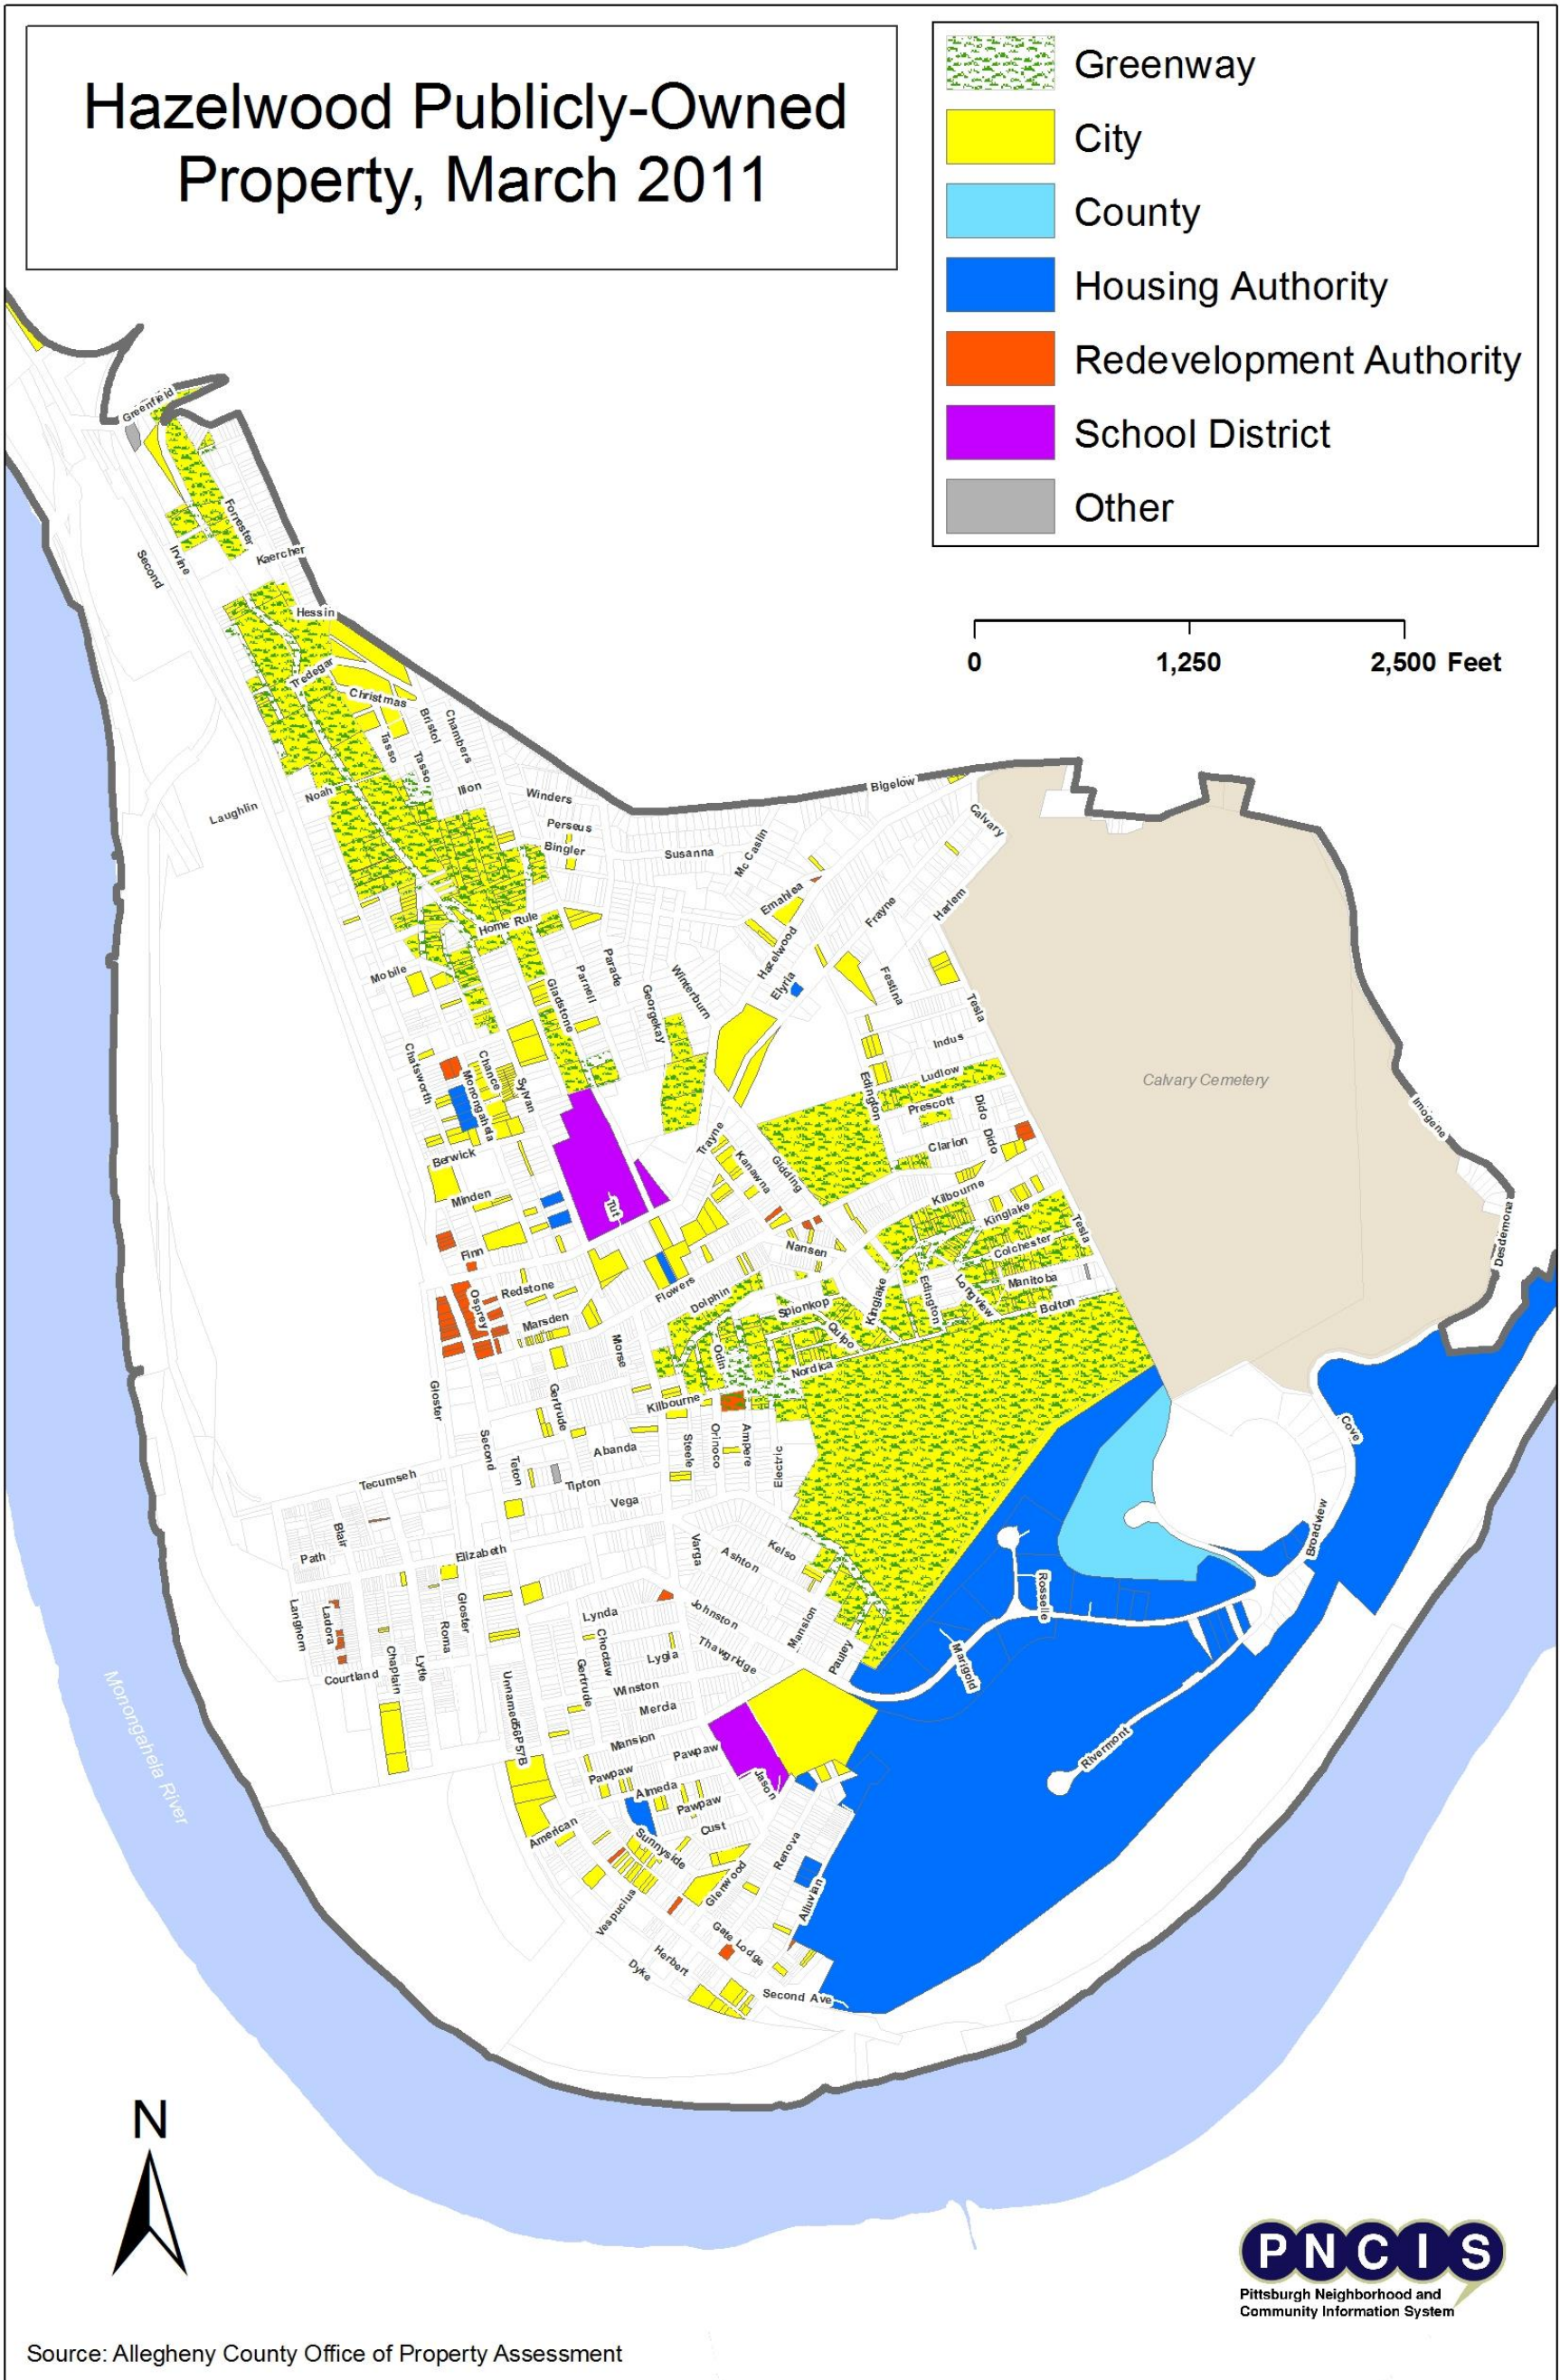 Hazelwood Publicly-Owned
Property, March 2011
Greenway
City
County
Housing Authority
Redevelopment Authority
School District
Other
0 1,250 2,500 Feet
Greenfield
Forrester
Kaercher
Second
Irvine
Hessin
Tredegar
Christmas
Bristol
Chambers
Tasso
Tasso
Ilion
Noah
Laughlin
Winders
Perseus
Bingler
Susanna
Mc Caslin
Bigelow
Calvary
Emahlea
Frayne
Harlem
Home Rule
Hazelwood
Elyria
Mobile
Gladstone
Parnell
Parade
Georgekay
Winterburn
Festina
Tesla
Indus
Calvary Cemetery
Imogene
Chatsworth
Chance
Monongahela
Sylvan
Edington
Ludlow
Prescott
Dido
Dido
Clarion
Berwick
Trayne
Kanawna
Gidding
Minden
Tut
Kilbourne
Kinglake
Tesla
Desdemona
Finn
Nansen
Colchester
Osprey
Redstone
Flowers
Dolphin
Kinglake
Edington
Longview
Manitoba
Bolton
Marsden
Spionkop
Quipo
Morse
Odin
Nordica
Gloster
Gertrude
Kilbourne
Cove
Second
Abanda
Steele
Orinoco
Ampere
Electric
Teton
Tecumseh
Tipton
Vega
Broadview
Blair
Path
Elizabeth
Varga
Ashton
Kelso
Rosselle
Langhorn
Ladora
Gloster
Roma
Lynda
Johnston
Mansion
Choctaw
Thawgridge
Pauley
Marigold
Courtland
Chaplain
Lytle
Lygia
Gertrude
Winston
Mercia
Unnamed56P57B
Mansion
Pawpaw
Rivermont
Monongahela River
Pawpaw
Almeda
Jason
Pawpaw
American
Cust
Sunnyside
Renova
Glenwood
Alluvian
Vespucius
Gate Lodge
Herbert
Dyke
Second Ave
N
PNCIS
Pittsburgh Neighborhood and
Community Information System
Source: Allegheny County Office of Property Assessment